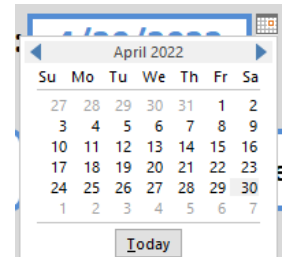 April 2022
Su Mo Tu We Th Fr Sa
27 28 29 30 31 1 2
3 4 5 6 7 8 9
10 11 12 13 14 15 16
17 18 19 20 21 22 23
24 25 26 27 28 29 30
1 2 3 4 5 6 7
Today